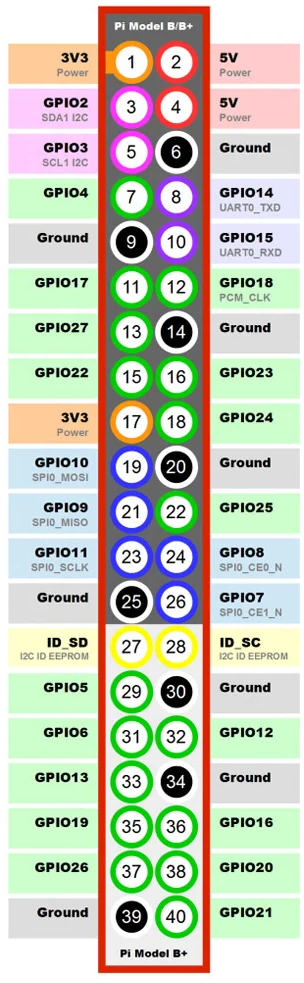 Pi Model B/B+
3V3 1 2 5V
Power Power
GPIO2 3 4 5V
SDA1 I2C Power
GPIO3 5 6 Ground
SCL1 I2C
GPIO4 7 8 GPIO14
UART0_TXD
Ground 9 10 GPIO15
UART0_RXD
GPIO17 11 12 GPIO18
PCM_CLK
GPIO27 13 14 Ground
GPIO22 15 16 GPIO23
3V3 17 18 GPIO24
Power
GPIO10 19 20 Ground
SPI0_MOSI
GPIO9 21 22 GPIO25
SPI0_MISO
GPIO11 23 24 GPIO8
SPI0_SCLK SPI0_CE0_N
Ground 25 26 GPIO7
SPI0_CE1_N
ID_SD 27 28 ID_SC
I2C ID EEPROM I2C ID EEPROM
GPIO5 29 30 Ground
GPIO6 31 32 GPIO12
GPIO13 33 34 Ground
GPIO19 35 36 GPIO16
GPIO26 37 38 GPIO20
Ground 39 40 GPIO21
Pi Model B+